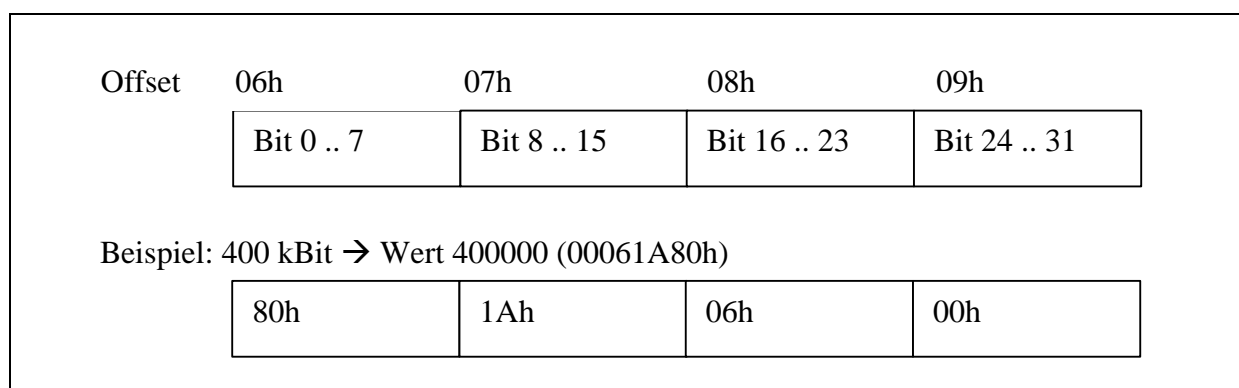 Offset 06h 07h 08h 09h
Bit 0 .. 7 Bit 8 .. 15 Bit 16 .. 23 Bit 24 .. 31
Beispiel: 400 kBit → Wert 400000 (00061A80h)
80h 1Ah 06h 00h